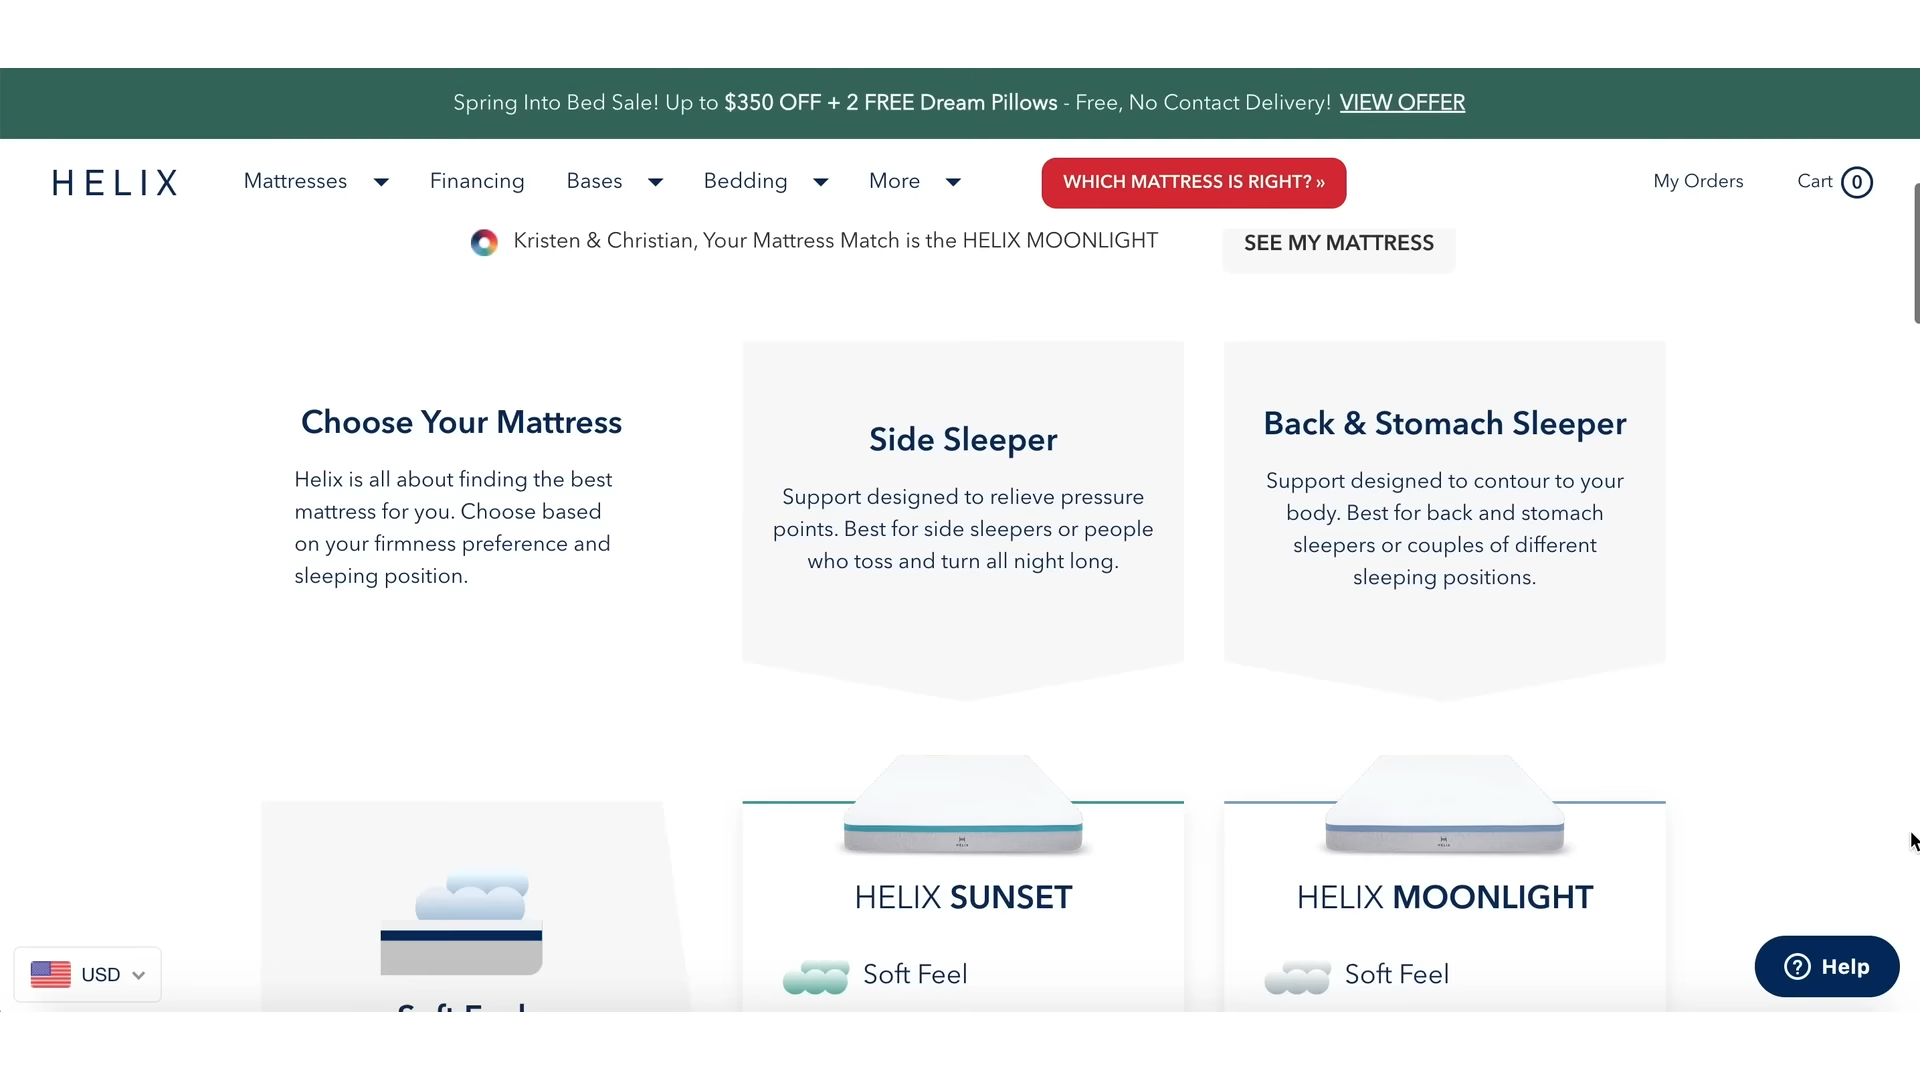 Spring Into Bed Sale! Up to $350 OFF + 2 FREE Dream Pillows - Free, No Contact Delivery! VIEW OFFER
HELIX
Mattresses
Financing
Bases
Bedding
More
WHICH MATTRESS IS RIGHT? »
My Orders
Cart 0
Kristen & Christian, Your Mattress Match is the HELIX MOONLIGHT
SEE MY MATTRESS
Choose Your Mattress
Helix is all about finding the best
mattress for you. Choose based
on your firmness preference and
sleeping position.
Side Sleeper
Support designed to relieve pressure
points. Best for side sleepers or people
who toss and turn all night long.
Back & Stomach Sleeper
Support designed to contour to your
body. Best for back and stomach
sleepers or couples of different
sleeping positions.
HELIX SUNSET
Soft Feel
HELIX MOONLIGHT
Soft Feel
Soft Feel
USD
? Help